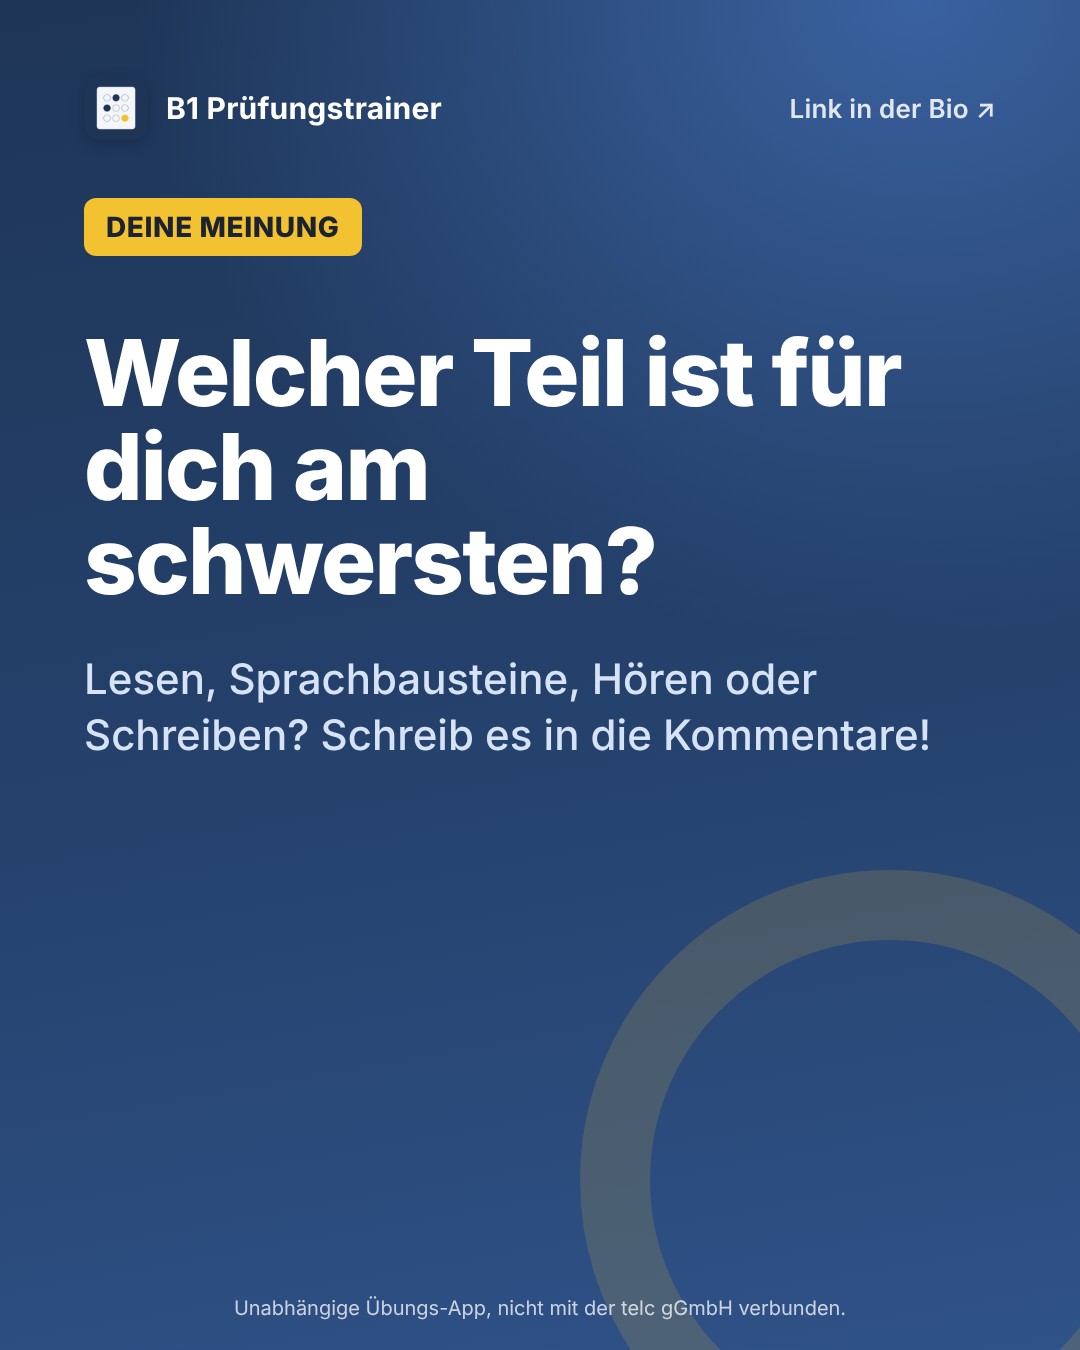 B1 Prüfungstrainer
Link in der Bio ↗
DEINE MEINUNG
Welcher Teil ist für
dich am
schwersten?
Lesen, Sprachbausteine, Hören oder
Schreiben? Schreib es in die Kommentare!
Unabhängige Übungs-App, nicht mit der telc gGmbH verbunden.